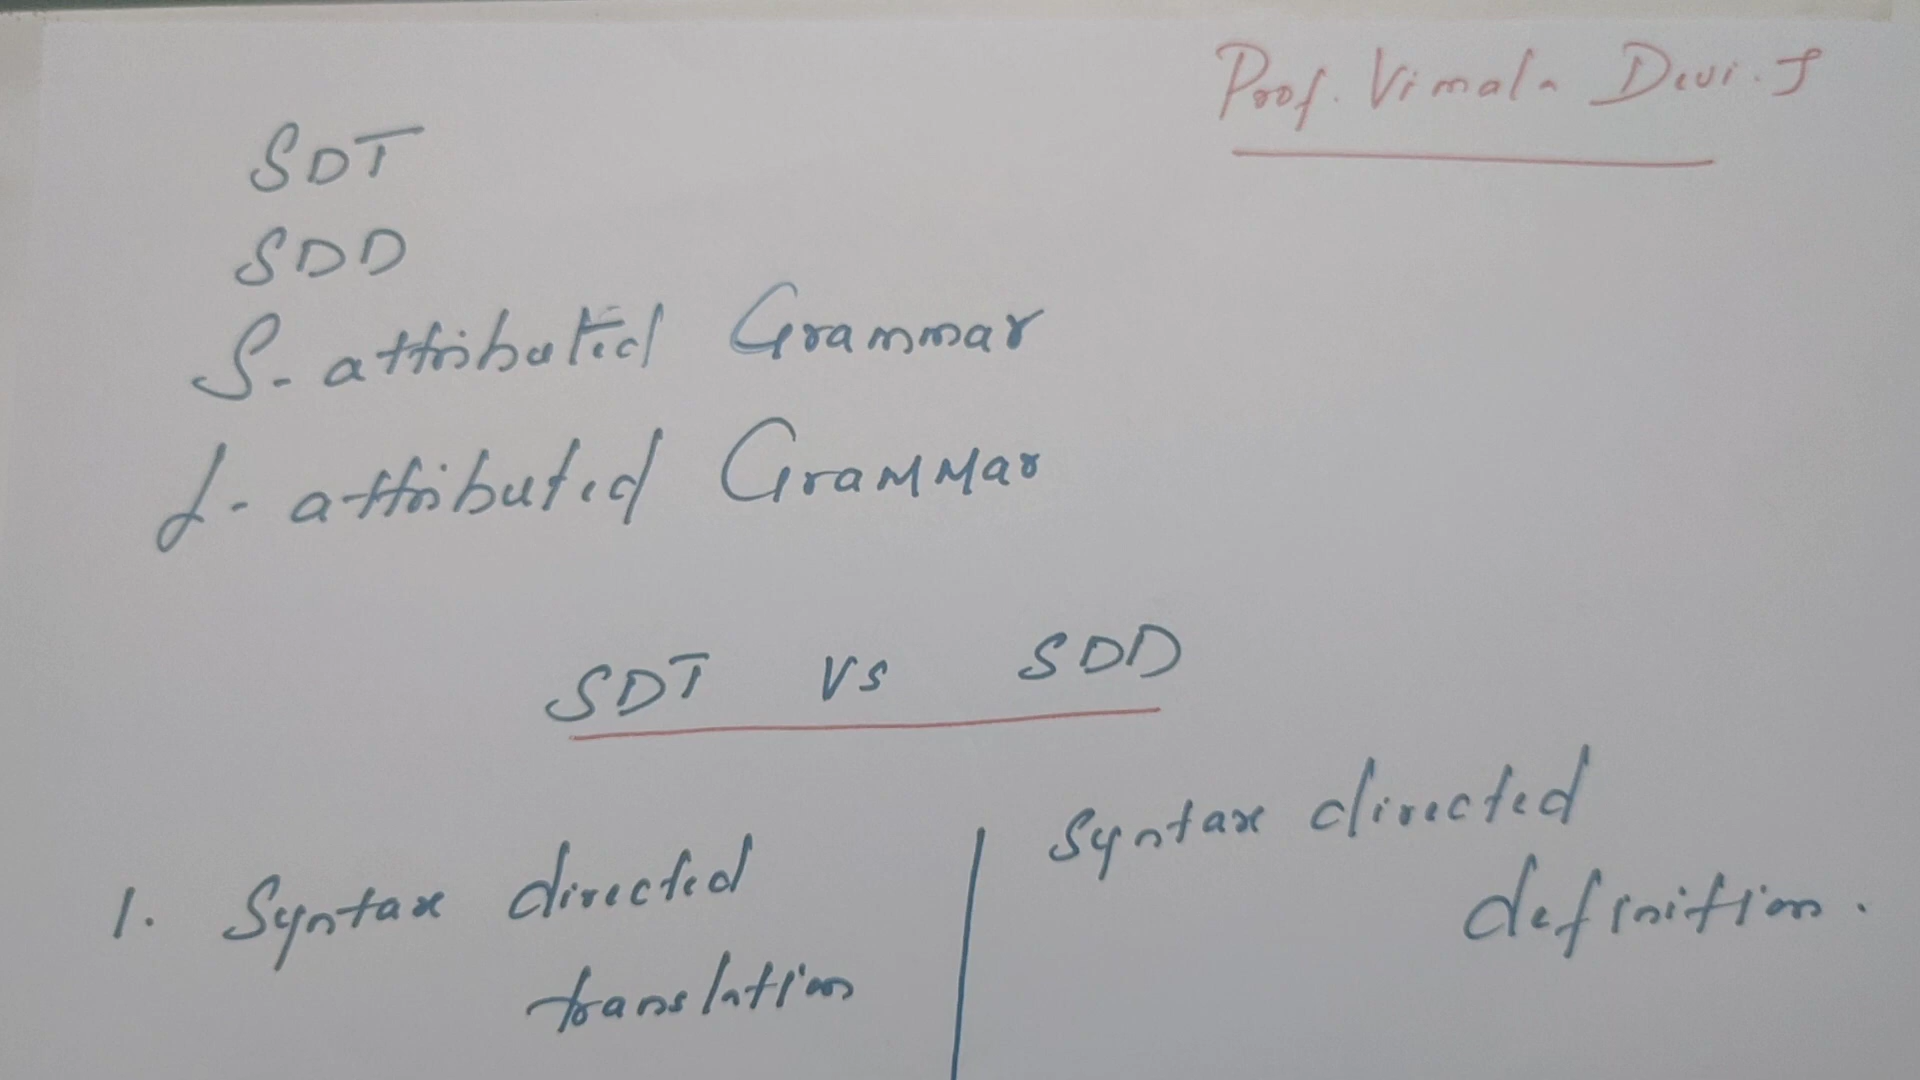 Prof. Vimala Devi. J
SDT
SDD
S- attributed Grammar
L- attributed Grammar
SDT vs SDD
1. Syntax directed translation
Syntax directed definition.